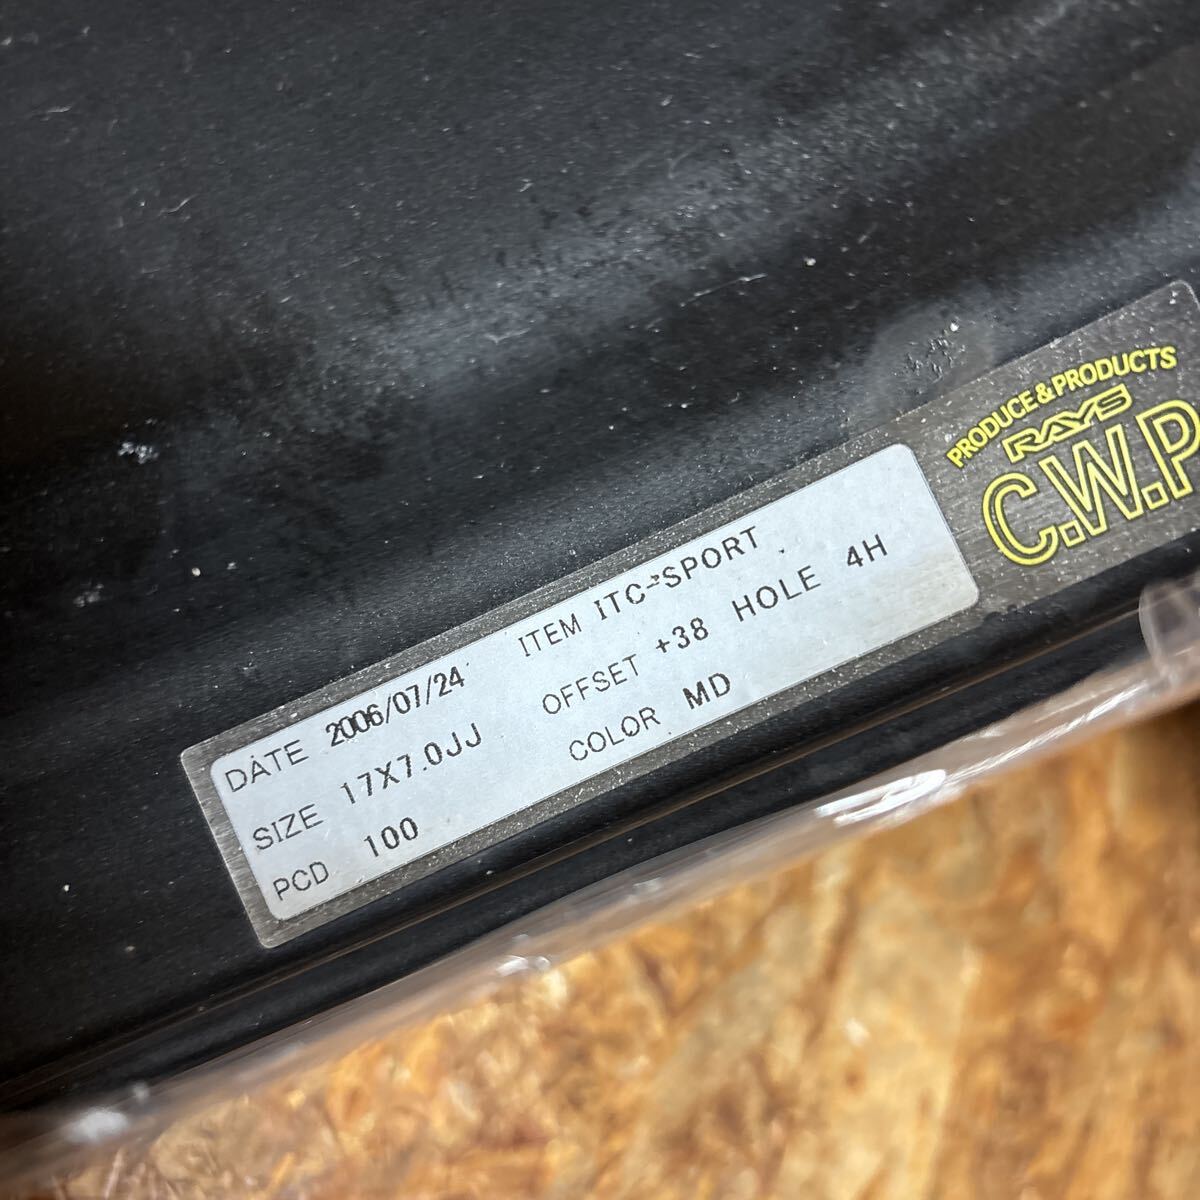 DATE 2006/07/24 ITEM ITC-SPORT
SIZE 17X7.0JJ OFFSET +38 HOLE 4H
PCD 100 COLOR MD
PRODUCE&PRODUCTS
RAYS
C.W.P